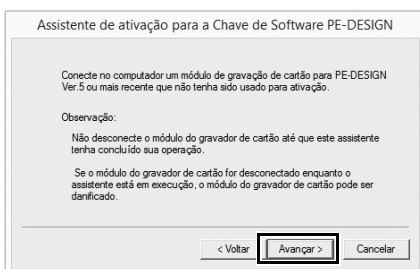 Assistente de ativação para a Chave de Software PE-DESIGN
Conecte no computador um módulo de gravação de cartão para PE-DESIGN
Ver.5 ou mais recente que não tenha sido usado para ativação.
Observação:
Não desconecte o módulo do gravador de cartão até que este assistente
tenha concluído sua operação.
Se o módulo do gravador de cartão for desconectado enquanto o
assistente está em execução, o módulo do gravador de cartão pode ser
danificado.
< Voltar Avançar > Cancelar